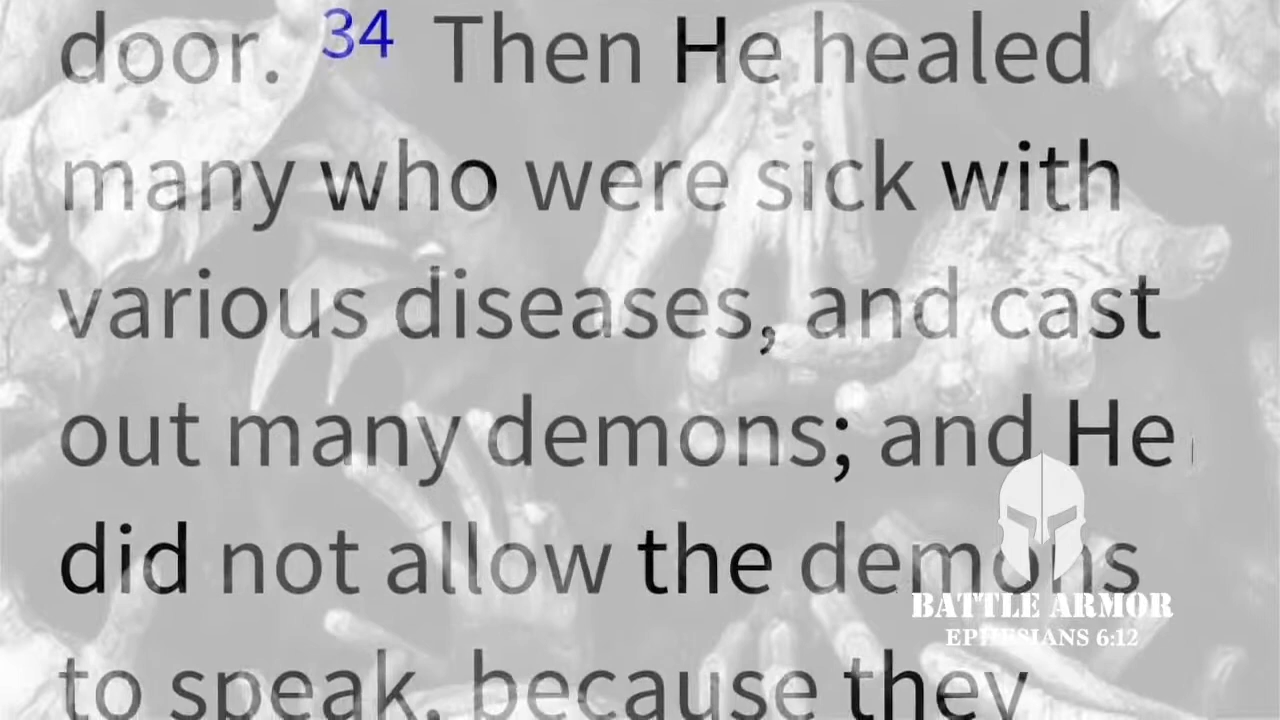 door. 34 Then He healed
many who were sick with
various diseases, and cast
out many demons; and He
did not allow the demons
BATTLE ARMOR
EPHESIANS 6:12
to speak, because they